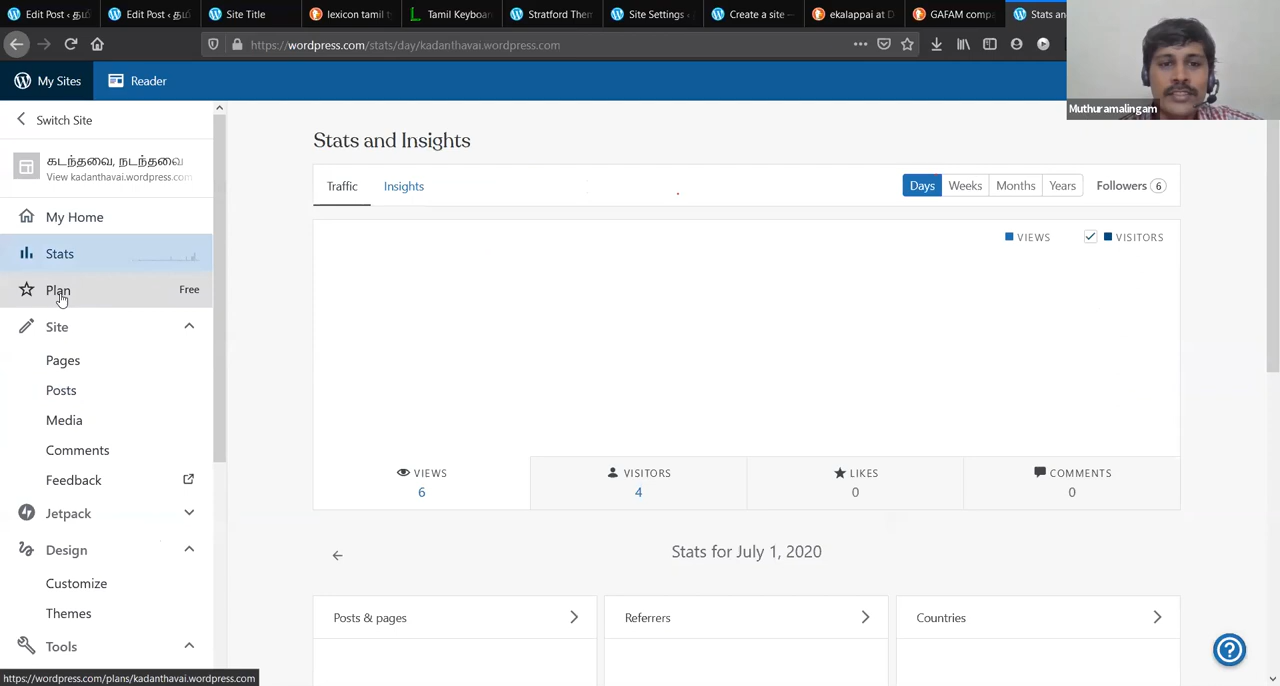 Edit Post ‹ தமி
Edit Post ‹ தமி
Site Title
lexicon tamil ty
Tamil Keyboar
Stratford Them
Site Settings ‹
Create a site —
ekalappai at D
GAFAM compa
Stats an
https://wordpress.com/stats/day/kadanthavai.wordpress.com
My Sites
Reader
Muthuramalingam
Switch Site
கடந்தவை, நடந்தவை
View kadanthavai.wordpress.com
My Home
Stats
Plan
Free
Site
Pages
Posts
Media
Comments
Feedback
Jetpack
Design
Customize
Themes
Tools
Stats and Insights
Traffic
Insights
Days
Weeks
Months
Years
Followers 6
VIEWS
VISITORS
VIEWS
6
VISITORS
4
LIKES
0
COMMENTS
0
Stats for July 1, 2020
Posts & pages
Referrers
Countries
https://wordpress.com/plans/kadanthavai.wordpress.com